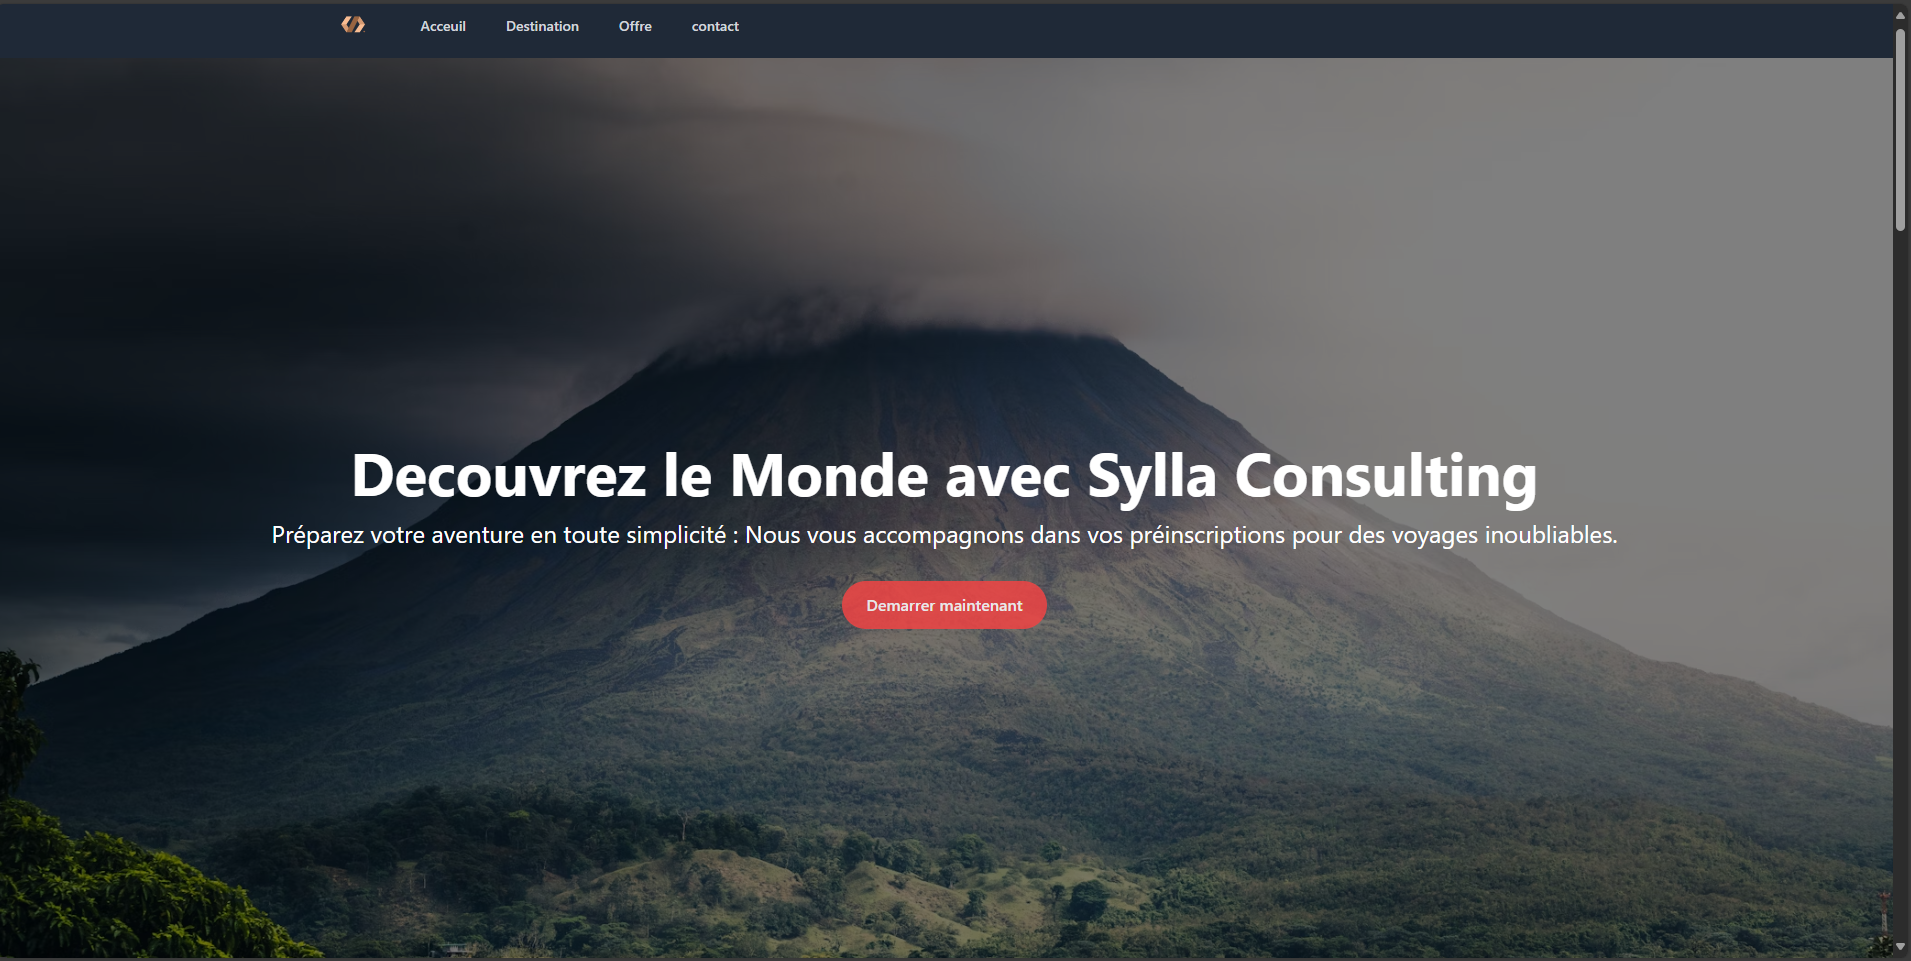 Acceuil Destination Offre contact
Decouvrez le Monde avec Sylla Consulting
Préparez votre aventure en toute simplicité : Nous vous accompagnons dans vos préinscriptions pour des voyages inoubliables.
Demarrer maintenant